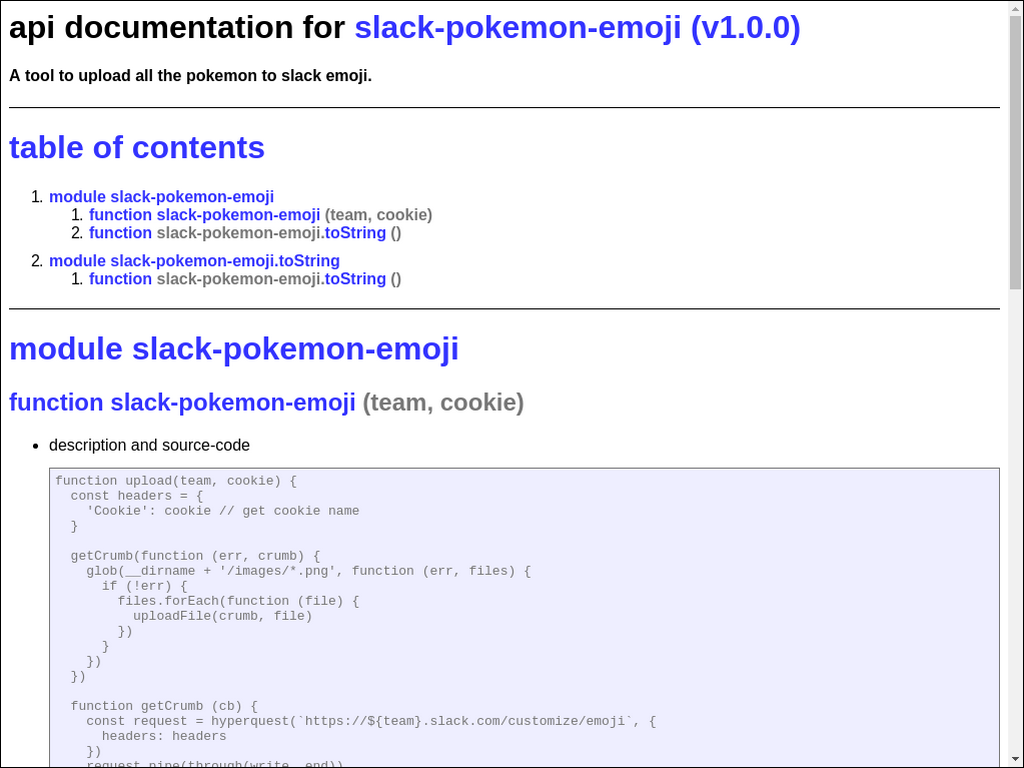 api documentation for slack-pokemon-emoji (v1.0.0)
A tool to upload all the pokemon to slack emoji.
table of contents
1. module slack-pokemon-emoji
1. function slack-pokemon-emoji (team, cookie)
2. function slack-pokemon-emoji.toString ()
2. module slack-pokemon-emoji.toString
1. function slack-pokemon-emoji.toString ()
module slack-pokemon-emoji
function slack-pokemon-emoji (team, cookie)
• description and source-code
function upload(team, cookie) {
  const headers = {
    'Cookie': cookie // get cookie name
  }
  getCrumb(function (err, crumb) {
    glob(__dirname + '/images/*.png', function (err, files) {
      if (!err) {
        files.forEach(function (file) {
          uploadFile(crumb, file)
        })
      }
    })
  })
  function getCrumb (cb) {
    const request = hyperquest(`https://${team}.slack.com/customize/emoji`, {
      headers: headers
    })
    request.pipe(through(write, end))